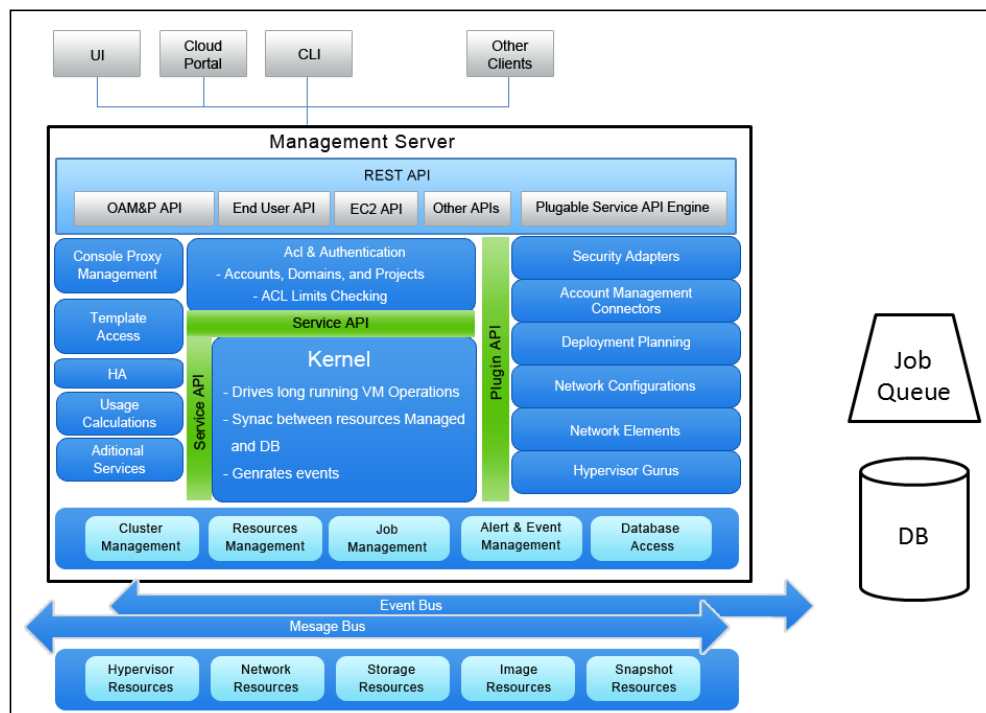 UI
Cloud
Portal
CLI
Other
Clients
Management Server
REST API
OAM&P API
End User API
EC2 API
Other APIs
Plugable Service API Engine
Console Proxy
Management
Template
Access
HA
Usage
Calculations
Aditional
Services
Acl & Authentication
- Accounts, Domains, and Projects
- ACL Limits Checking
Service API
Service API
Kernel
- Drives long running VM Operations
- Synac between resources Managed
and DB
- Genrates events
Plugin API
Security Adapters
Account Management
Connectors
Deployment Planning
Network Configurations
Network Elements
Hypervisor Gurus
Cluster
Management
Resources
Management
Job
Management
Alert & Event
Management
Database
Access
Event Bus
Message Bus
Hypervisor
Resources
Network
Resources
Storage
Resources
Image
Resources
Snapshot
Resources
Job
Queue
DB